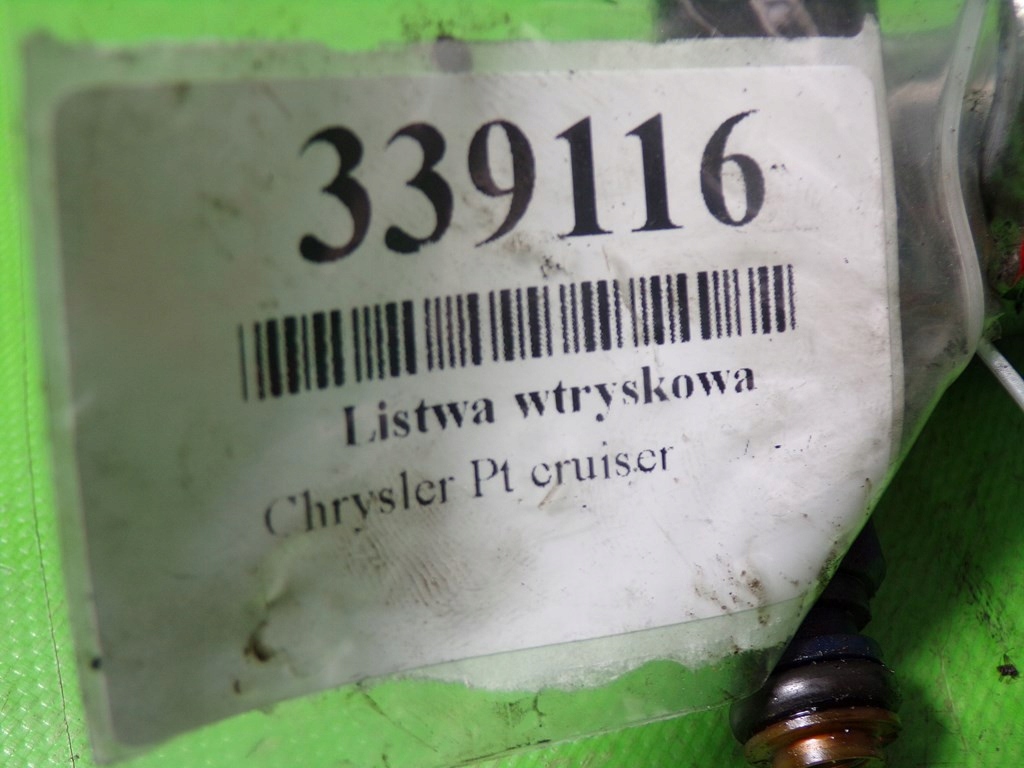 339116
Listwa wtryskowa
Chrysler Pt cruiser